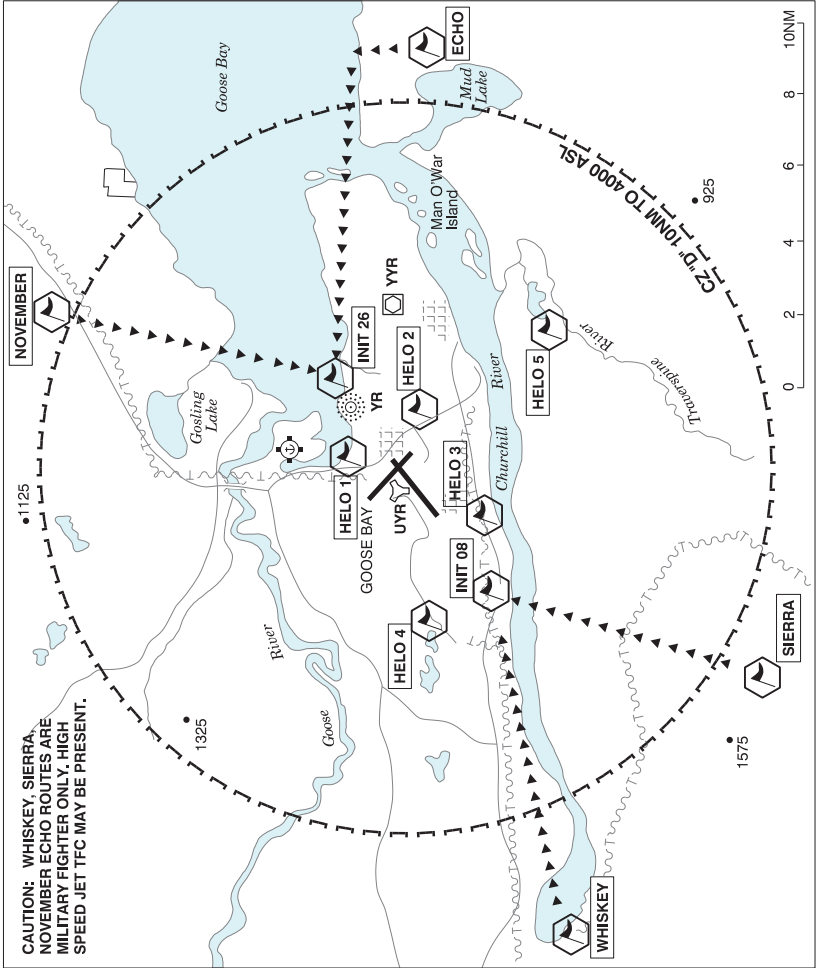 CAUTION: WHISKEY, SIERRA,
NOVEMBER ECHO ROUTES ARE
MILITARY FIGHTER ONLY. HIGH
SPEED JET TFC MAY BE PRESENT.
NOVEMBER
Goose Bay
ECHO
10NM
8
6
4
2
0
Mud
Lake
Man O'War
Island
925
CZ "D" 10NM TO 4000 ASL
1125
Gosling
Lake
INIT 26
YYR
YR
HELO 2
HELO 1
GOOSE BAY
UYR
HELO 3
HELO 5
River
Churchill
River
Traverspine
INIT 08
HELO 4
River
Goose
1325
SIERRA
1575
WHISKEY